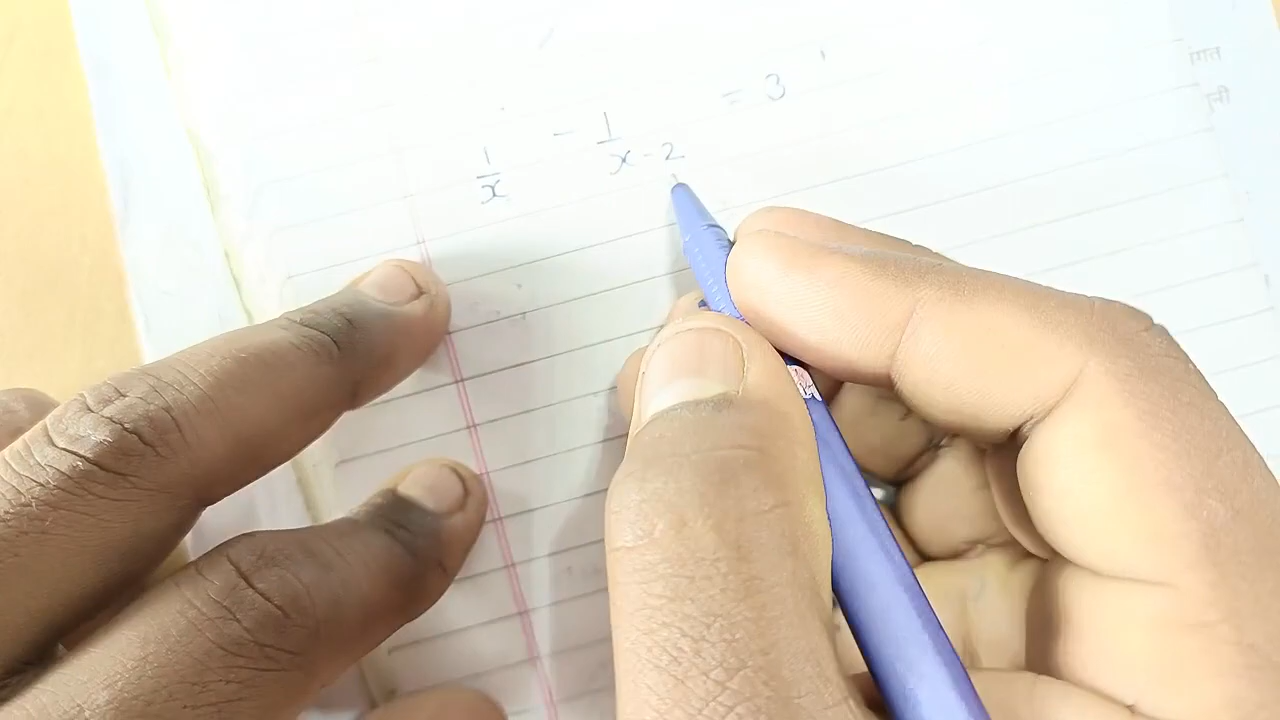 1/x - 1/x-2 = 3